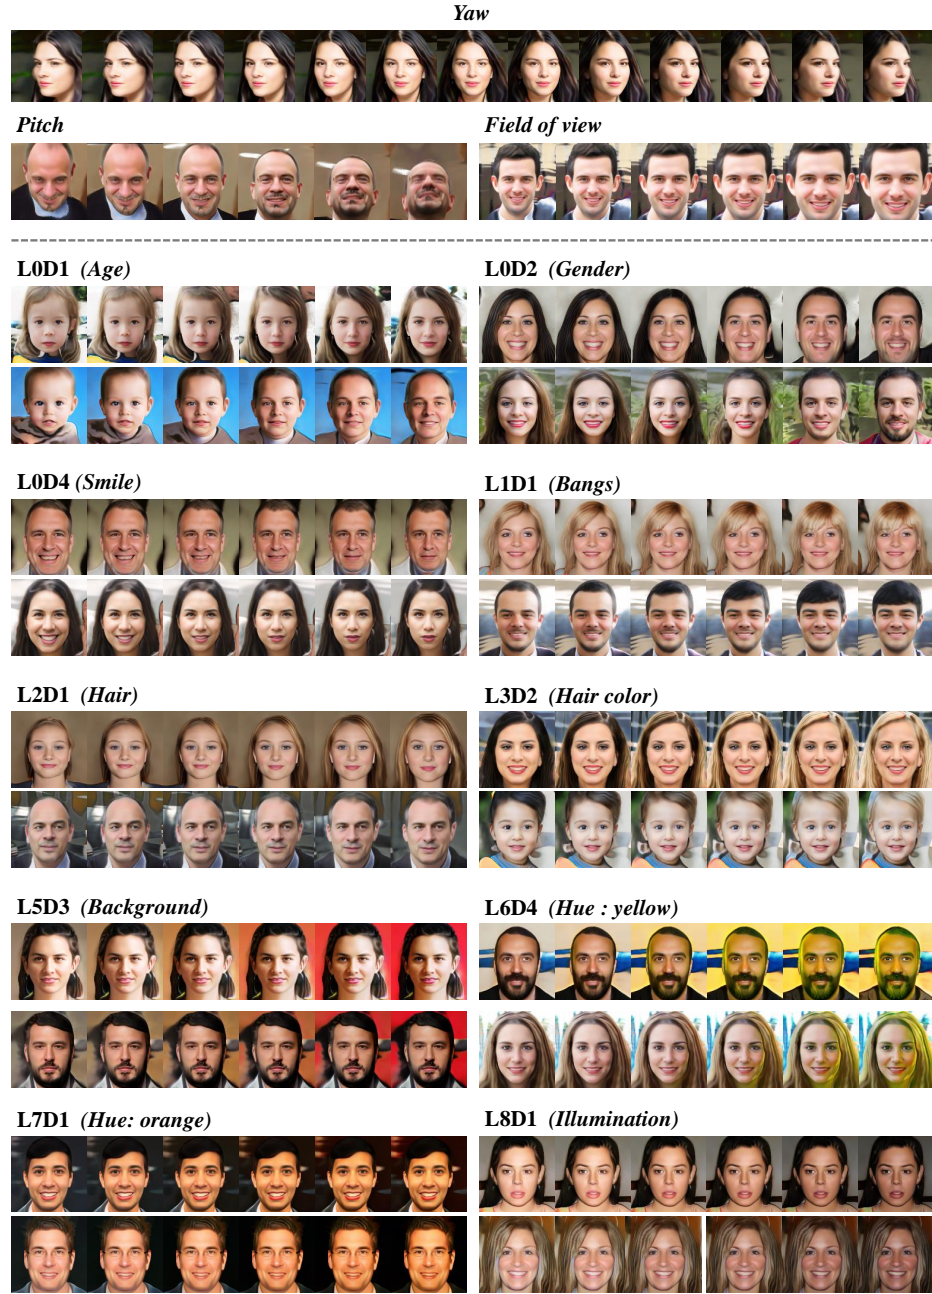 Yaw
Pitch
Field of view
L0D1 (Age)
L0D2 (Gender)
L0D4 (Smile)
L1D1 (Bangs)
L2D1 (Hair)
L3D2 (Hair color)
L5D3 (Background)
L6D4 (Hue : yellow)
L7D1 (Hue: orange)
L8D1 (Illumination)